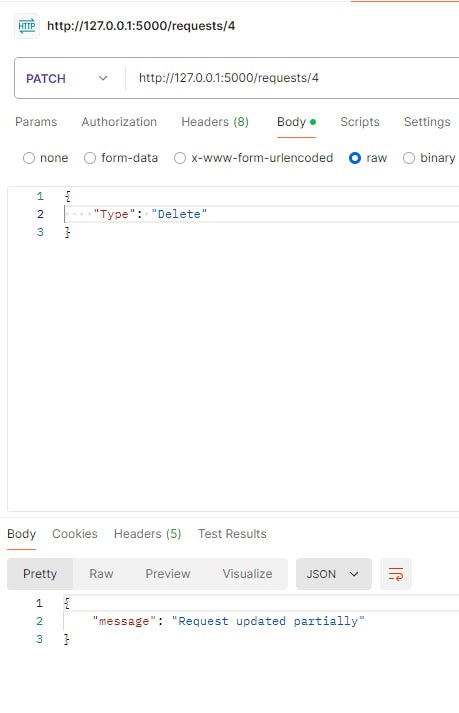 HTTP http://127.0.0.1:5000/requests/4
PATCH http://127.0.0.1:5000/requests/4
Params Authorization Headers (8) Body Scripts Settings
none form-data x-www-form-urlencoded raw binary
1 {
2 "Type": "Delete"
3 }
Body Cookies Headers (5) Test Results
Pretty Raw Preview Visualize JSON
1 {
2 "message": "Request updated partially"
3 }